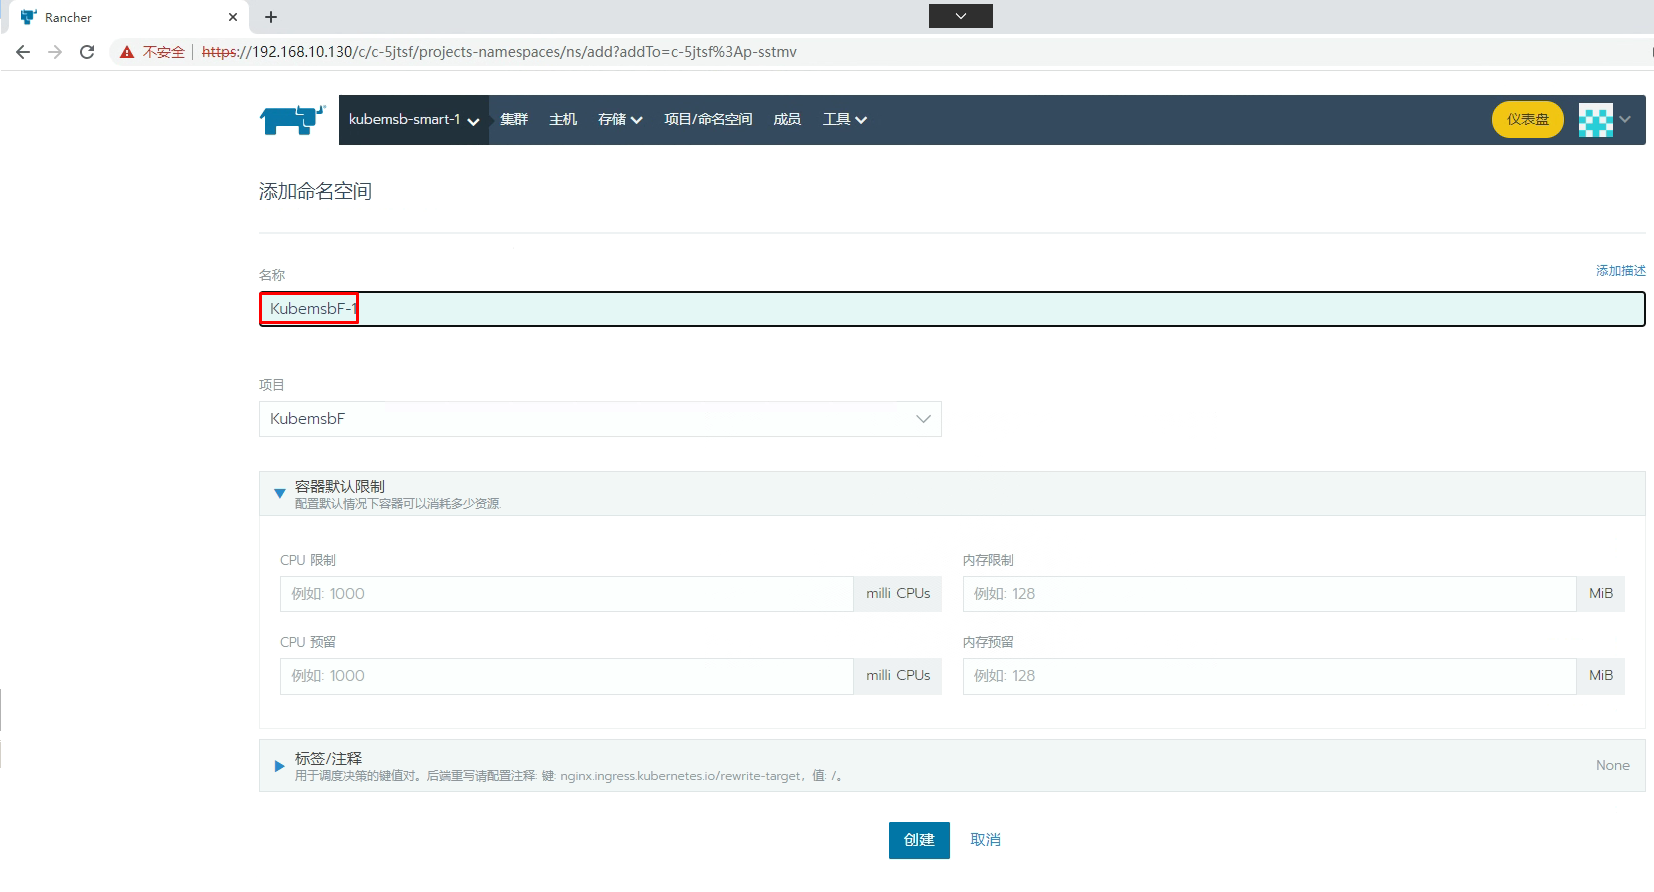 Rancher
不安全 https://192.168.10.130/c/c-5jtsf/projects-namespaces/ns/add?addTo=c-5jtsf%3Ap-sstmv
kubemsb-smart-1 集群 主机 存储 项目/命名空间 成员 工具 仪表盘
添加命名空间
名称 添加描述
KubemsbF-1
项目
KubemsbF
容器默认限制
配置默认情况下容器可以消耗多少资源
CPU 限制 内存限制
例如: 1000 milli CPUs 例如: 128 MiB
CPU 预留 内存预留
例如: 1000 milli CPUs 例如: 128 MiB
标签/注释
用于调度决策的键值对。后端重写请配置注释: 键: nginx.ingress.kubernetes.io/rewrite-target，值: /。 None
创建 取消